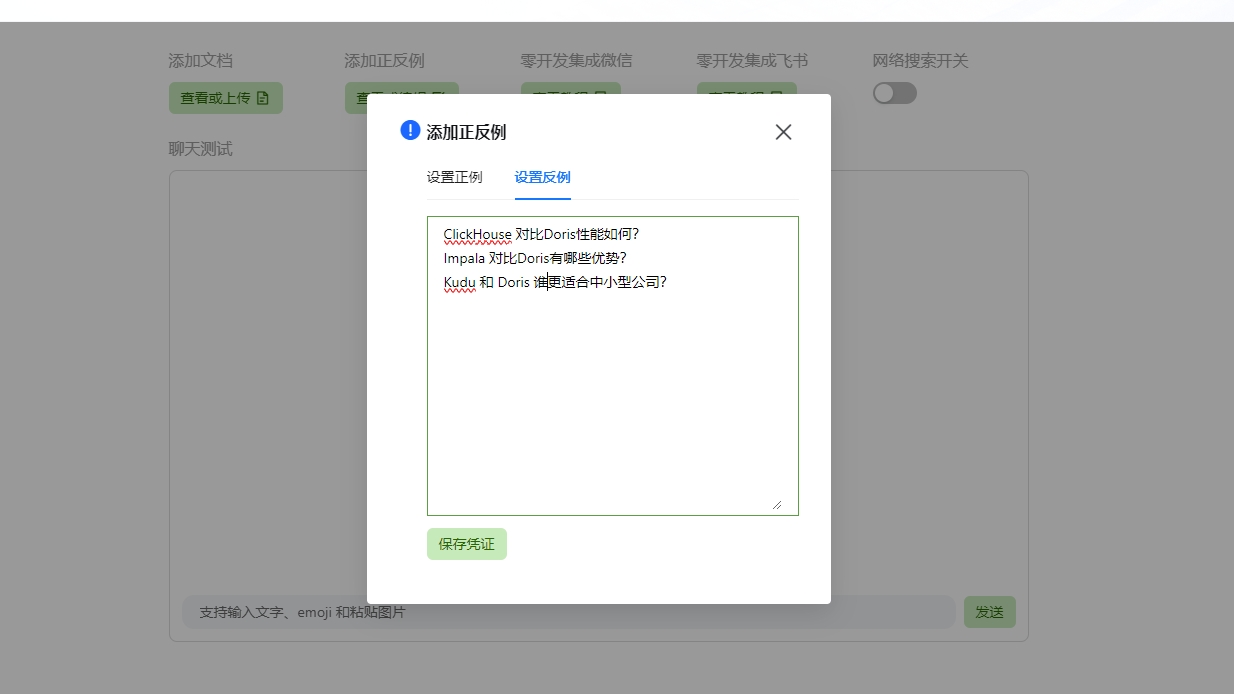 添加文档
添加正反例
零开发集成微信
零开发集成飞书
网络搜索开关
查看或上传
聊天测试
添加正反例
设置正例
设置反例
ClickHouse 对比Doris性能如何?
Impala 对比Doris有哪些优势?
Kudu 和 Doris 谁更适合中小型公司?
保存凭证
支持输入文字、emoji 和粘贴图片
发送